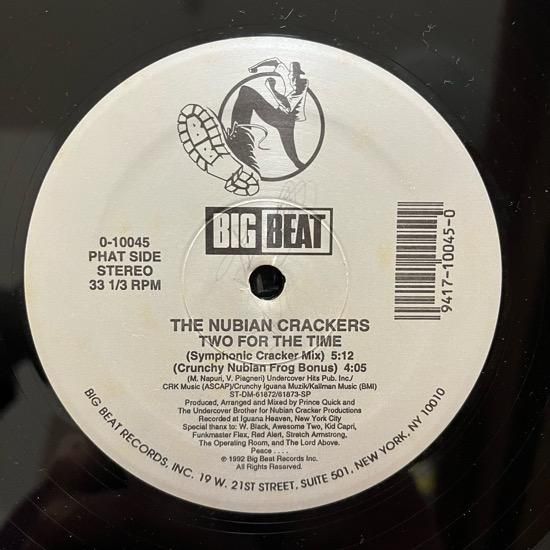 BIG BEAT
0-10045
PHAT SIDE
STEREO
33 1/3 RPM
9417-10045-0
THE NUBIAN CRACKERS
TWO FOR THE TIME
(Symphonic Cracker Mix) 5:12
(Crunchy Nubian Frog Bonus) 4:05
(M. Napuri, V. Piagneri) Undercover Hits Pub. Inc./
CRK Music (ASCAP)/Crunchy Iguana Muzik/Kallman Music (BMI)
ST-DM-61872/61873-SP
Produced, Arranged and Mixed by Prince Quick and
The Undercover Brother for Nubian Cracker Productions
Recorded at Iguana Heaven, New York City
Special thanx to: W. Black, Awesome Two, Kid Capri,
Funkmaster Flex, Red Alert, Stretch Armstrong,
The Operating Room, and The Lord Above.
Peace . . . .
℗ 1992 Big Beat Records Inc.
All Rights Reserved.
BIG BEAT RECORDS, INC. 19 W. 21ST STREET, SUITE 501, NEW YORK, NY 10010